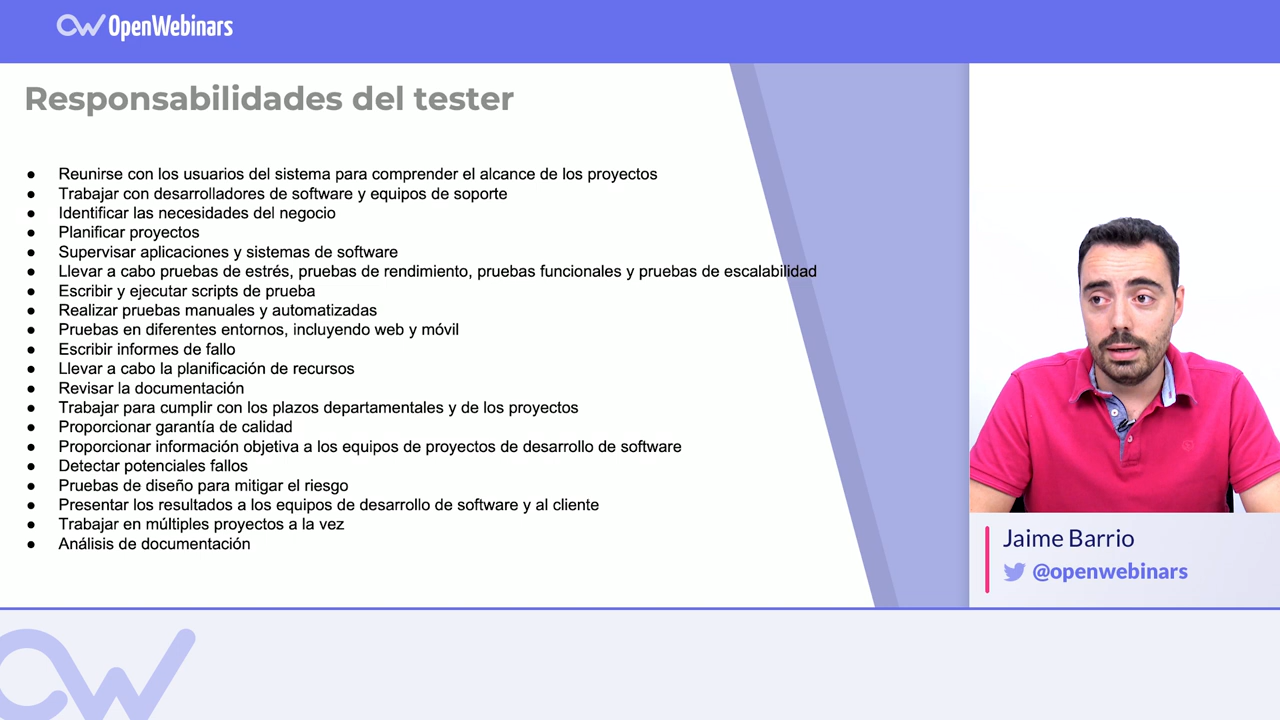 OpenWebinars
Responsabilidades del tester
● Reunirse con los usuarios del sistema para comprender el alcance de los proyectos
● Trabajar con desarrolladores de software y equipos de soporte
● Identificar las necesidades del negocio
● Planificar proyectos
● Supervisar aplicaciones y sistemas de software
● Llevar a cabo pruebas de estrés, pruebas de rendimiento, pruebas funcionales y pruebas de escalabilidad
● Escribir y ejecutar scripts de prueba
● Realizar pruebas manuales y automatizadas
● Pruebas en diferentes entornos, incluyendo web y móvil
● Escribir informes de fallo
● Llevar a cabo la planificación de recursos
● Revisar la documentación
● Trabajar para cumplir con los plazos departamentales y de los proyectos
● Proporcionar garantía de calidad
● Proporcionar información objetiva a los equipos de proyectos de desarrollo de software
● Detectar potenciales fallos
● Pruebas de diseño para mitigar el riesgo
● Presentar los resultados a los equipos de desarrollo de software y al cliente
● Trabajar en múltiples proyectos a la vez
● Análisis de documentación
Jaime Barrio
@openwebinars